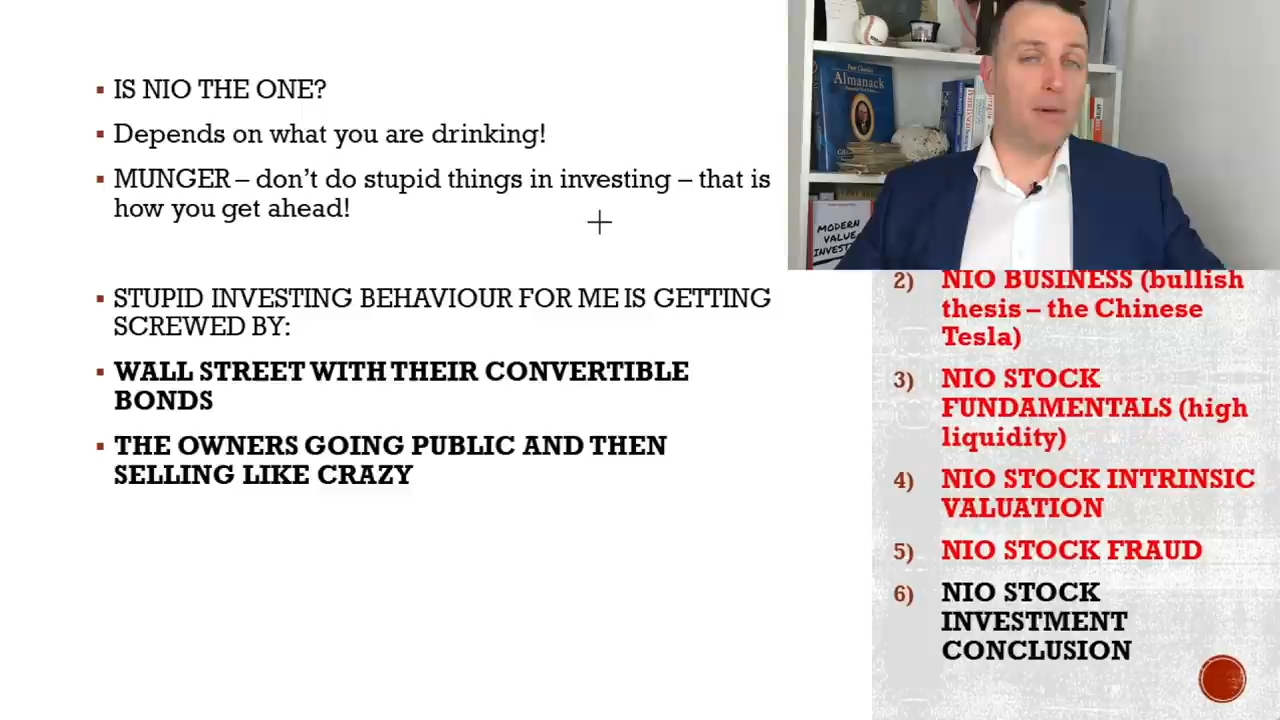 ▪ IS NIO THE ONE?
▪ Depends on what you are drinking!
▪ MUNGER – don’t do stupid things in investing – that is
how you get ahead!
▪ STUPID INVESTING BEHAVIOUR FOR ME IS GETTING
SCREWED BY:
▪ WALL STREET WITH THEIR CONVERTIBLE
BONDS
▪ THE OWNERS GOING PUBLIC AND THEN
SELLING LIKE CRAZY
Almanack
MODERN
VALUE
2) NIO BUSINESS (bullish
thesis – the Chinese
Tesla)
3) NIO STOCK
FUNDAMENTALS (high
liquidity)
4) NIO STOCK INTRINSIC
VALUATION
5) NIO STOCK FRAUD
6) NIO STOCK
INVESTMENT
CONCLUSION